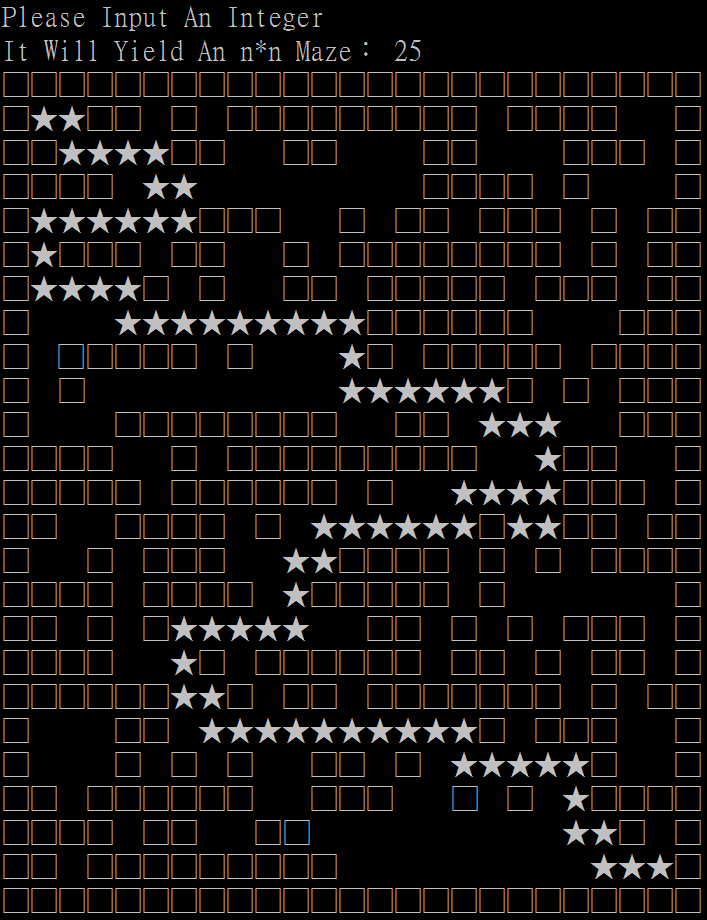 Please Input An Integer
It Will Yield An n*n Maze： 25